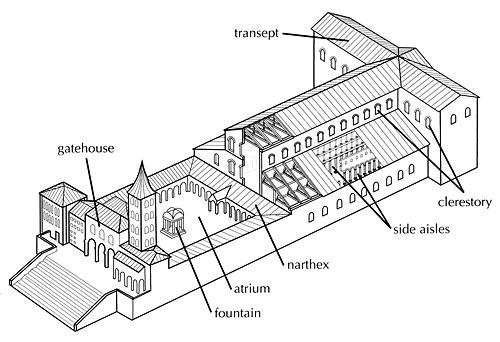 transept
gatehouse
clerestory
side aisles
narthex
atrium
fountain